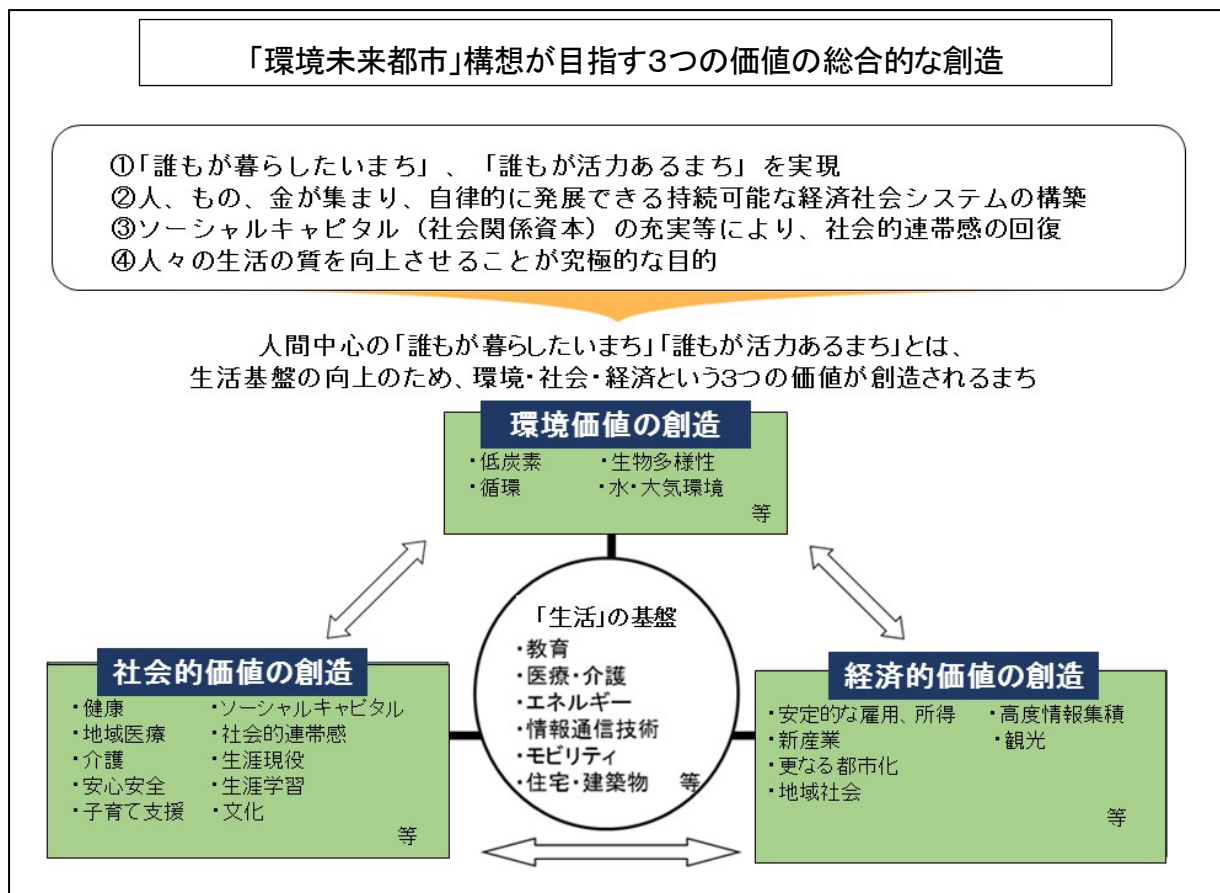 「環境未来都市」構想が目指す3つの価値の総合的な創造
①「誰もが暮らしたいまち」、「誰もが活力あるまち」を実現
②人、もの、金が集まり、自律的に発展できる持続可能な経済社会システムの構築
③ソーシャルキャピタル（社会関係資本）の充実等により、社会的連帯感の回復
④人々の生活の質を向上させることが究極的な目的
人間中心の「誰もが暮らしたいまち」「誰もが活力あるまち」とは、
生活基盤の向上のため、環境・社会・経済という3つの価値が創造されるまち
環境価値の創造
・低炭素 ・生物多様性
・循環 ・水・大気環境
等
「生活」の基盤
・教育
・医療・介護
・エネルギー
・情報通信技術
・モビリティ
・住宅・建築物 等
社会的価値の創造
・健康 ・ソーシャルキャピタル
・地域医療 ・社会的連帯感
・介護 ・生涯現役
・安心安全 ・生涯学習
・子育て支援 ・文化
等
経済的価値の創造
・安定的な雇用、所得 ・高度情報集積
・新産業 ・観光
・更なる都市化
・地域社会
等